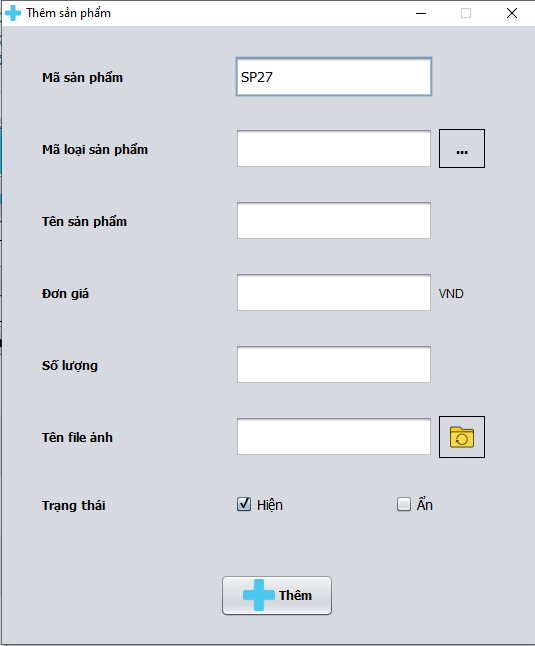 Thêm sản phẩm
Mã sản phẩm SP27
Mã loại sản phẩm ...
Tên sản phẩm
Đơn giá VND
Số lượng
Tên file ảnh
Trạng thái Hiện Ẩn
Thêm